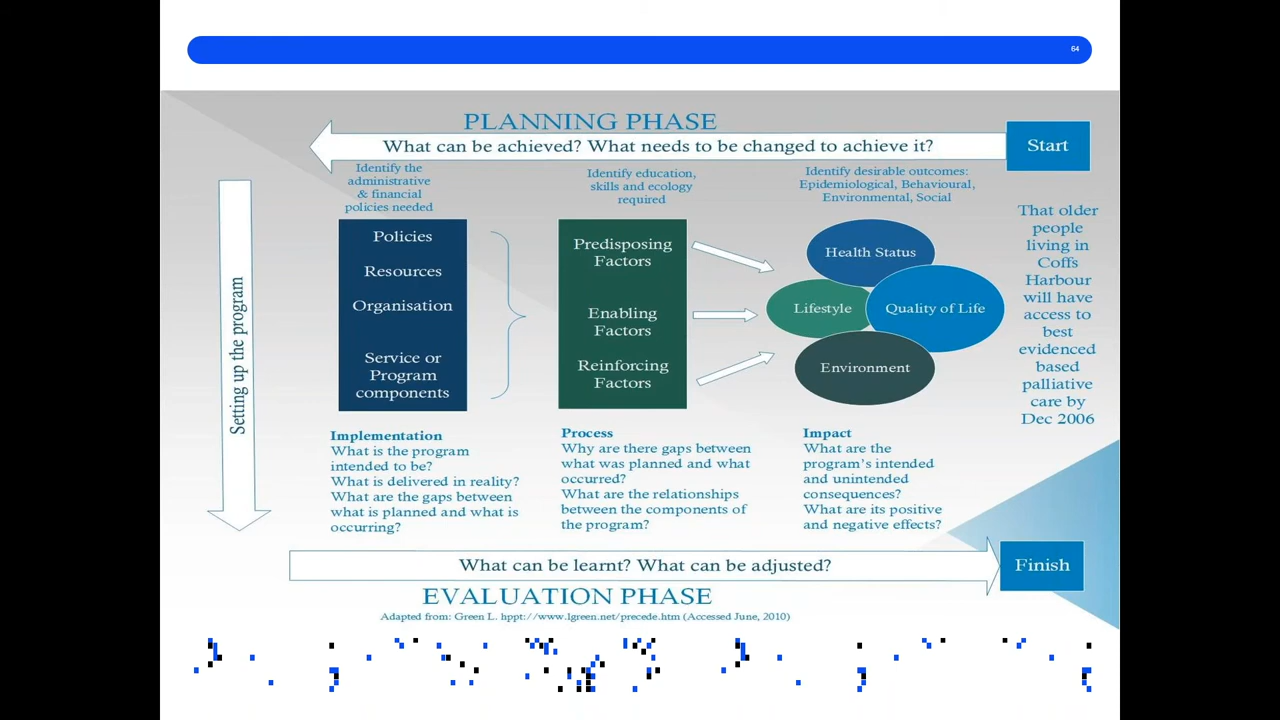 64
PLANNING PHASE
What can be achieved? What needs to be changed to achieve it?
Start
Identify the
administrative
& financial
policies needed
Identify education,
skills and ecology
required
Identify desirable outcomes:
Epidemiological, Behavioural,
Environmental, Social
Setting up the program
Policies
Resources
Organisation
Service or
Program
components
Predisposing
Factors
Enabling
Factors
Reinforcing
Factors
Health Status
Lifestyle
Quality of Life
Environment
That older
people
living in
Coffs
Harbour
will have
access to
best
evidenced
based
palliative
care by
Dec 2006
Implementation
What is the program
intended to be?
What is delivered in reality?
What are the gaps between
what is planned and what is
occurring?
Process
Why are there gaps between
what was planned and what
occurred?
What are the relationships
between the components of
the program?
Impact
What are the
program's intended
and unintended
consequences?
What are its positive
and negative effects?
What can be learnt? What can be adjusted?
Finish
EVALUATION PHASE
Adapted from: Green L. hppt://www.lgreen.net/precede.htm (Accessed June, 2010)